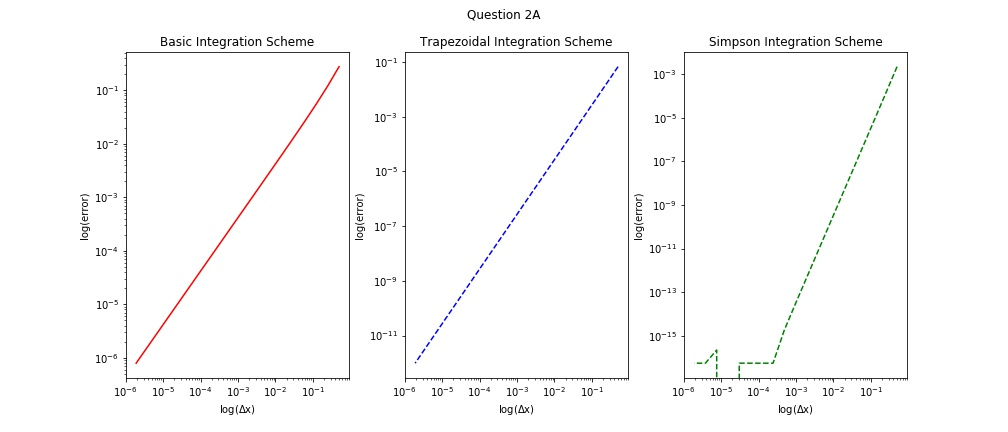 Question 2A
Basic Integration Scheme
10⁻¹
10⁻²
10⁻³
10⁻⁴
10⁻⁵
10⁻⁶
log(error)
10⁻⁶ 10⁻⁵ 10⁻⁴ 10⁻³ 10⁻² 10⁻¹
log(Δx)
Trapezoidal Integration Scheme
10⁻¹
10⁻³
10⁻⁵
10⁻⁷
10⁻⁹
10⁻¹¹
log(error)
10⁻⁶ 10⁻⁵ 10⁻⁴ 10⁻³ 10⁻² 10⁻¹
log(Δx)
Simpson Integration Scheme
10⁻³
10⁻⁵
10⁻⁷
10⁻⁹
10⁻¹¹
10⁻¹³
10⁻¹⁵
log(error)
10⁻⁶ 10⁻⁵ 10⁻⁴ 10⁻³ 10⁻² 10⁻¹
log(Δx)